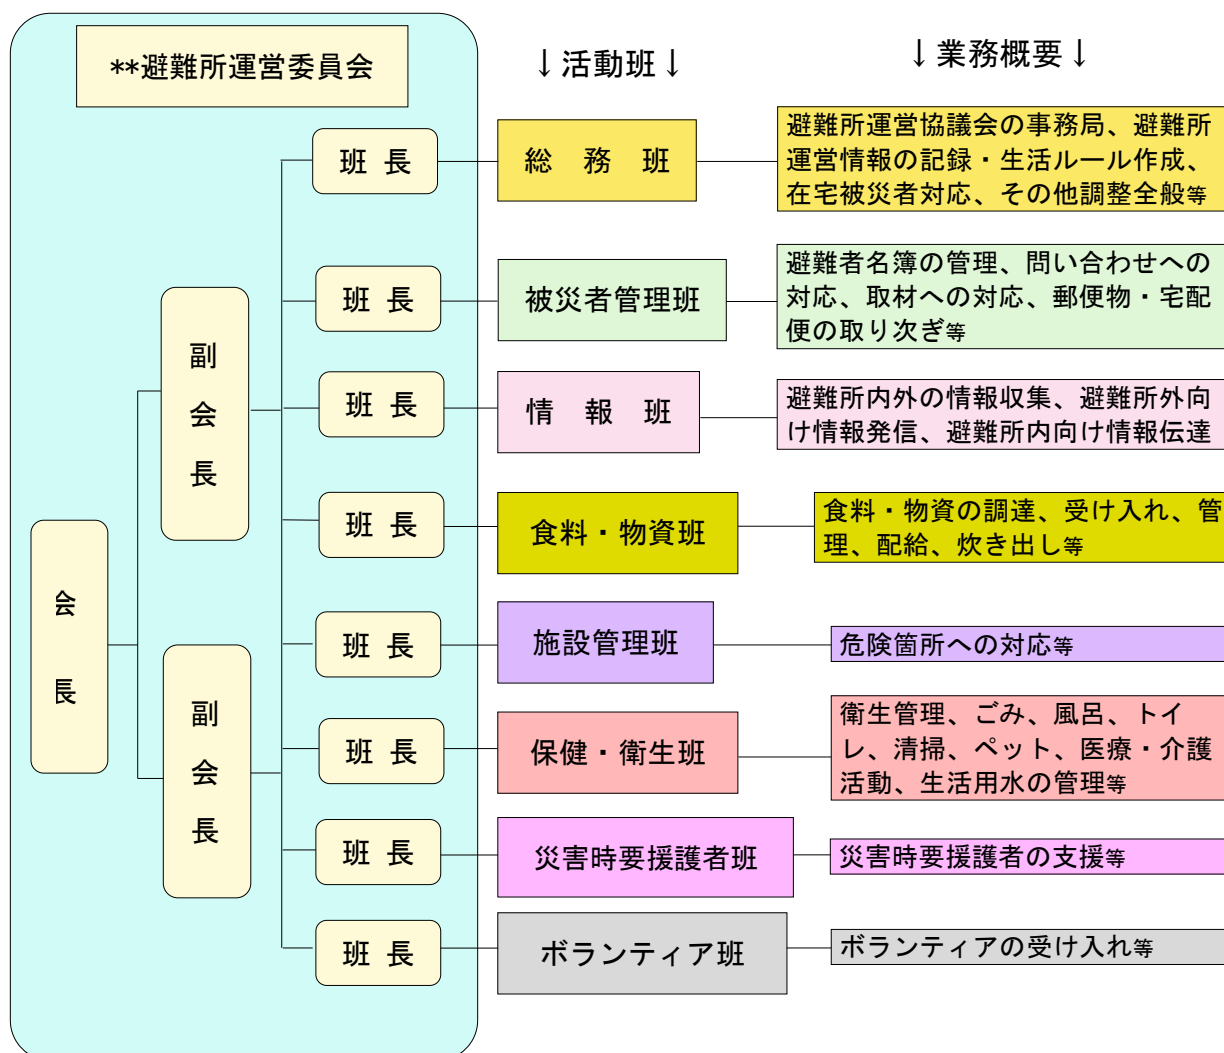 **避難所運営委員会
↓活動班↓
↓業務概要↓
班長
総務班
避難所運営協議会の事務局、避難所
運営情報の記録・生活ルール作成、
在宅被災者対応、その他調整全般等
班長
被災者管理班
避難者名簿の管理、問い合わせへの
対応、取材への対応、郵便物・宅配
便の取り次ぎ等
副会長
班長
情報班
避難所内外の情報収集、避難所外向
け情報発信、避難所内向け情報伝達
班長
食料・物資班
食料・物資の調達、受け入れ、管
理、配給、炊き出し等
会長
班長
施設管理班
危険箇所への対応等
副会長
班長
保健・衛生班
衛生管理、ごみ、風呂、トイ
レ、清掃、ペット、医療・介護
活動、生活用水の管理等
班長
災害時要援護者班
災害時要援護者の支援等
班長
ボランティア班
ボランティアの受け入れ等